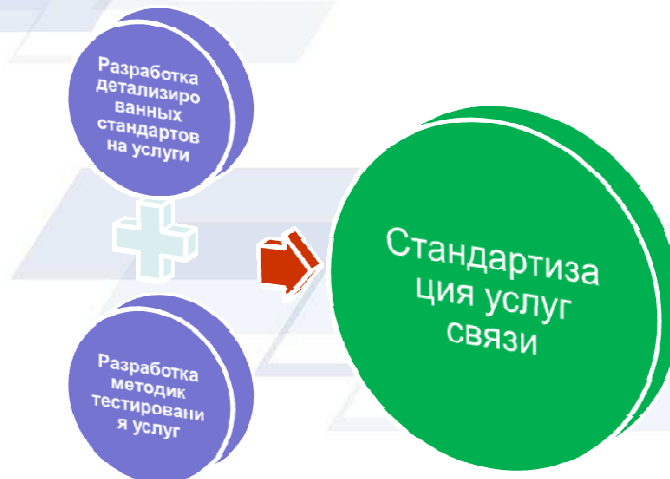 Разработка
детализиро
ванных
стандартов
на услуги
Разработка
методик
тестировани
я услуг
Стандартиза
ция услуг
связи